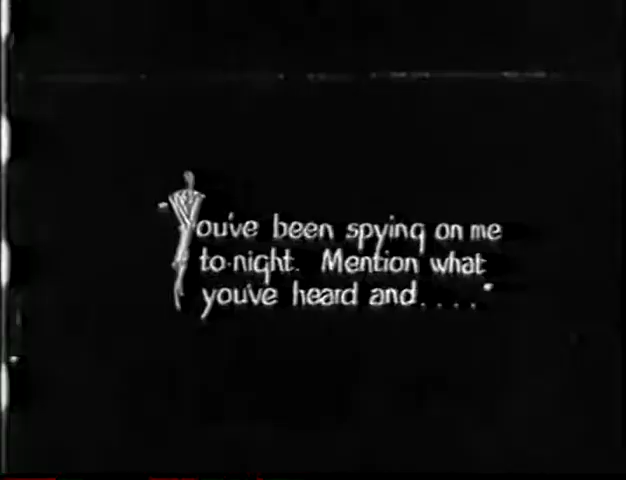 You've been spying on me
to-night. Mention what
you've heard and...."